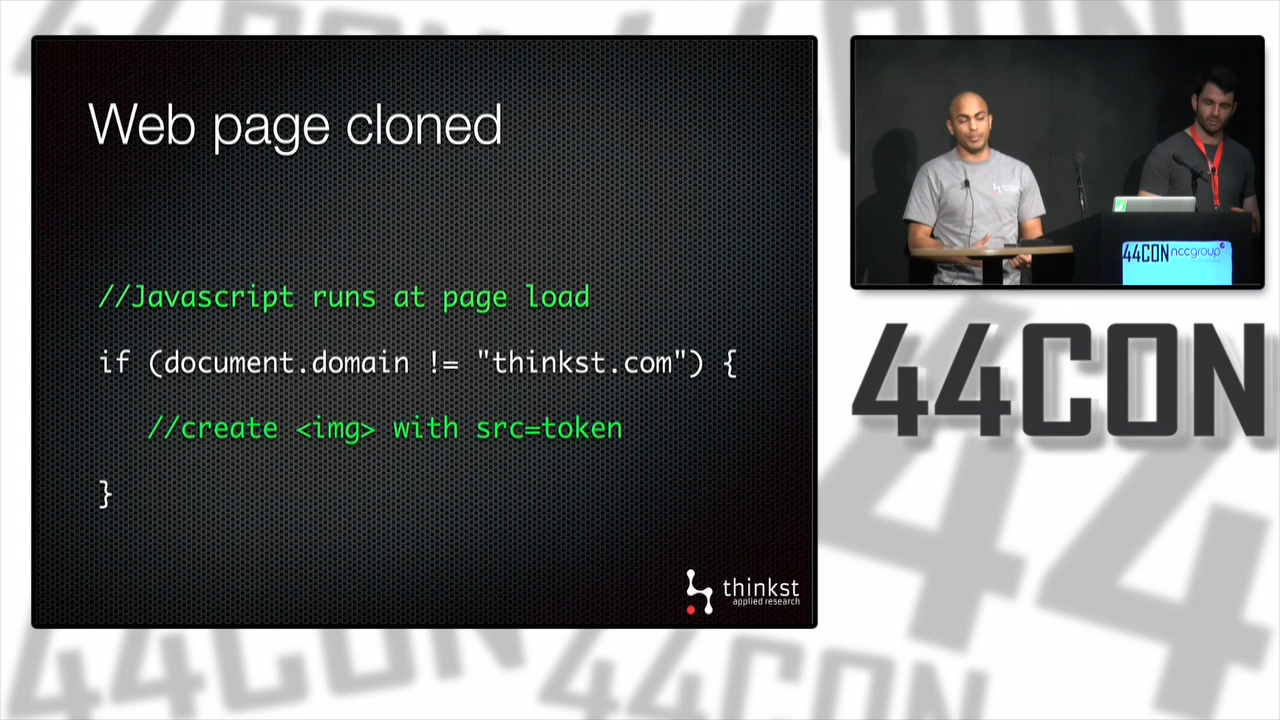 Web page cloned
//Javascript runs at page load
if (document.domain != "thinkst.com") {
//create <img> with src=token
}
thinkst
applied research
44CON nccgroup
44CON